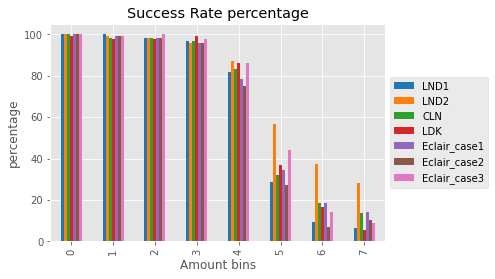 Success Rate percentage
100
80
60
40
20
0
percentage
0 1 2 3 4 5 6 7
Amount bins
LND1
LND2
CLN
LDK
Eclair_case1
Eclair_case2
Eclair_case3